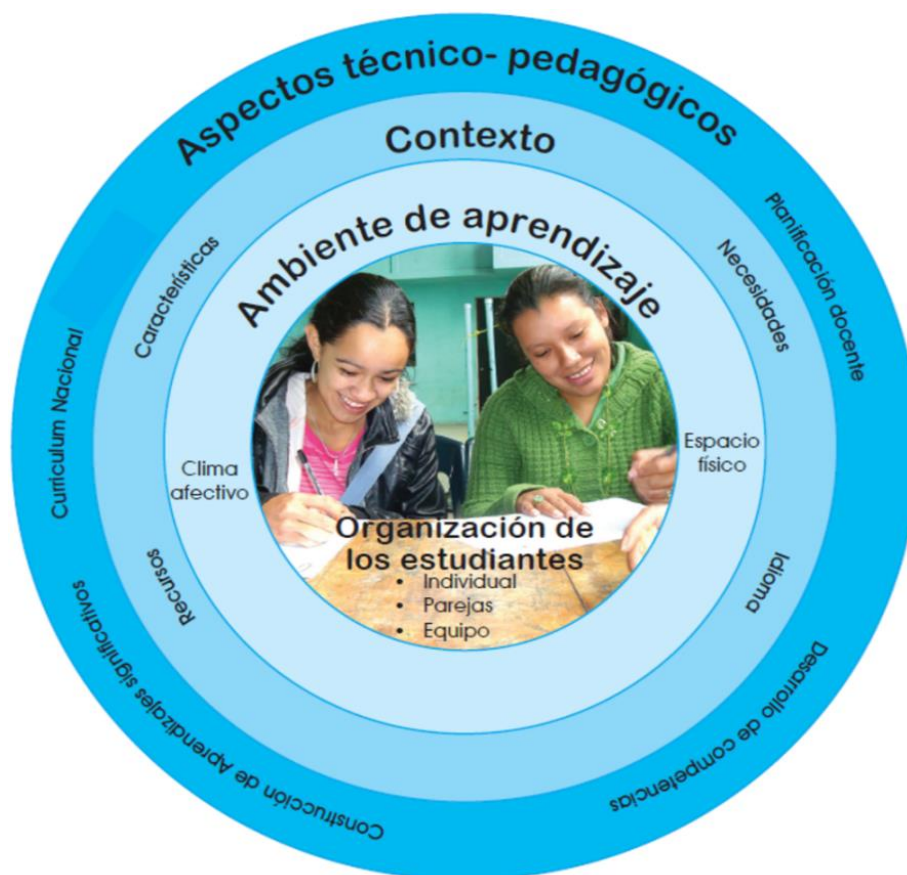 Aspectos técnico- pedagógicos
Contexto
Ambiente de aprendizaje
Planificación docente
Necesidades
Características
Curriculum Nacional
Clima
afectivo
Espacio
físico
Organización de
los estudiantes
• Individual
• Parejas
• Equipo
Recursos
Idioma
Construcción de Aprendizajes significativos
Desarrollo de competencias